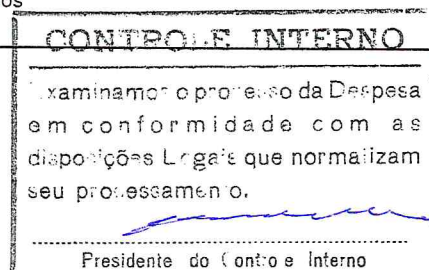 os
CONTROLE INTERNO
Examinamos o processo da Despesa
em conformidade com as
disposições Legais que normalizam
seu processamento.
Presidente do Controle Interno